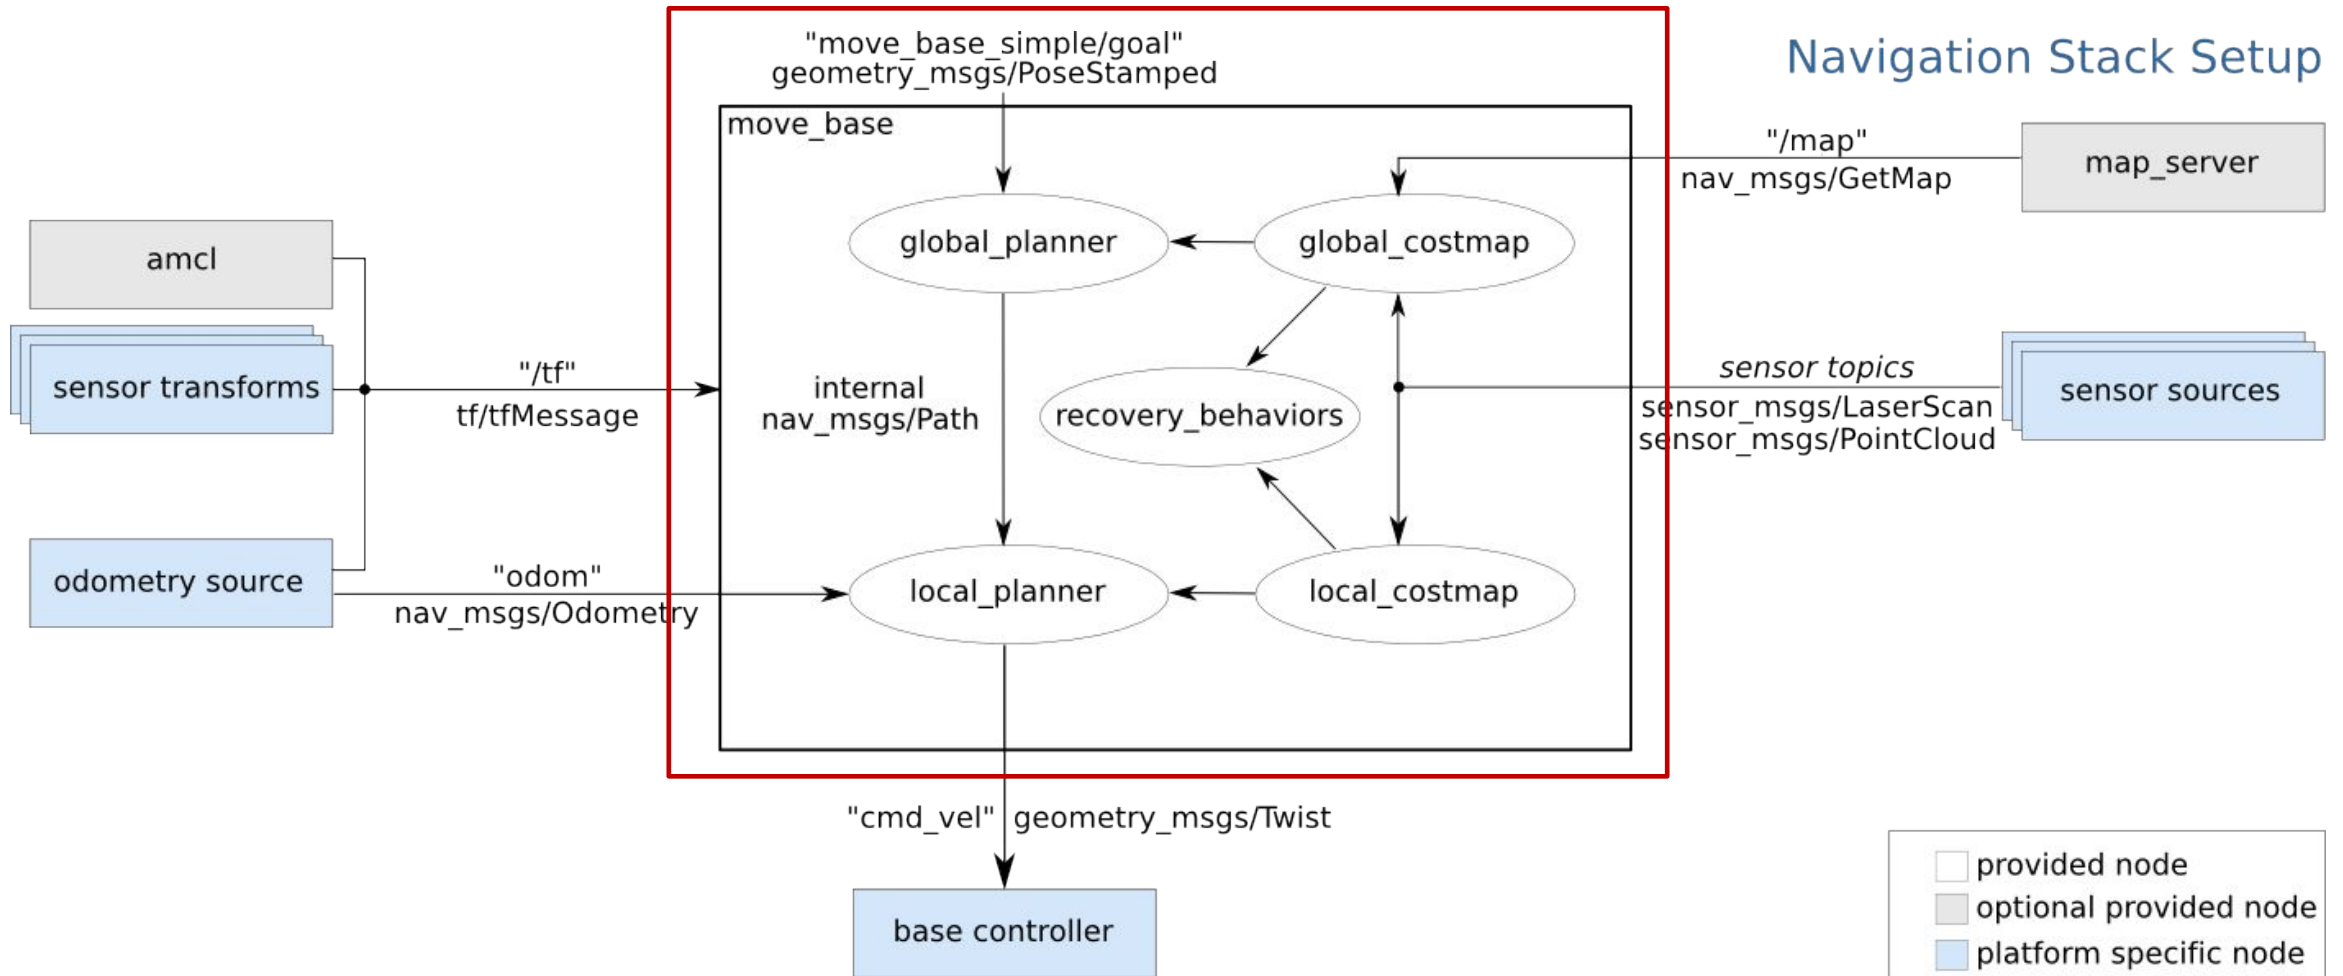 Navigation Stack Setup
"move_base_simple/goal"
geometry_msgs/PoseStamped
move_base
"/map"
nav_msgs/GetMap
map_server
global_planner
global_costmap
amcl
sensor transforms
"/tf"
tf/tfMessage
internal
nav_msgs/Path
recovery_behaviors
sensor topics
sensor_msgs/LaserScan
sensor_msgs/PointCloud
sensor sources
odometry source
"odom"
nav_msgs/Odometry
local_planner
local_costmap
"cmd_vel" geometry_msgs/Twist
base controller
provided node
optional provided node
platform specific node